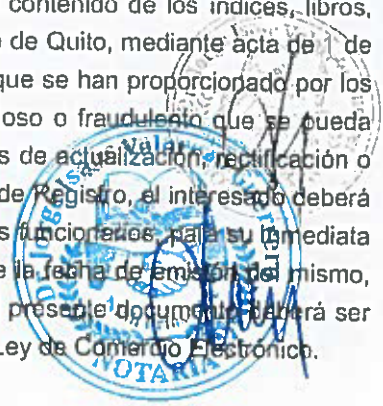 contenido de los índices, libros,
de Quito, mediante acta de 1 de
que se han proporcionado por los
oso o fraudulento que se pueda
s de actualización, rectificación o
de Registro, el interesado deberá
s funcionarios, para su inmediata
e la fecha de emisión del mismo,
presente documento deberá ser
Ley de Comercio Electrónico.
NOTARIA